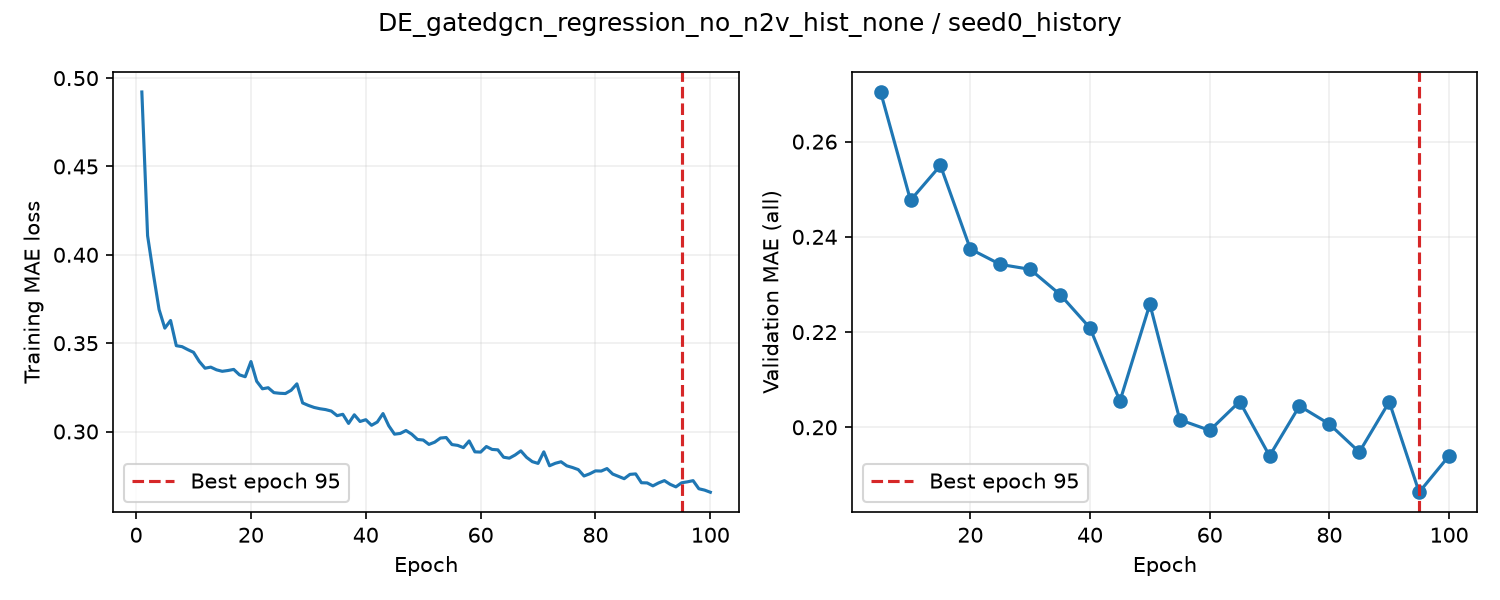 DE_gatedgcn_regression_no_n2v_hist_none / seed0_history
Training MAE loss
0.50
0.45
0.40
0.35
0.30
Best epoch 95
0 20 40 60 80 100
Epoch
Validation MAE (all)
0.26
0.24
0.22
0.20
Best epoch 95
20 40 60 80 100
Epoch